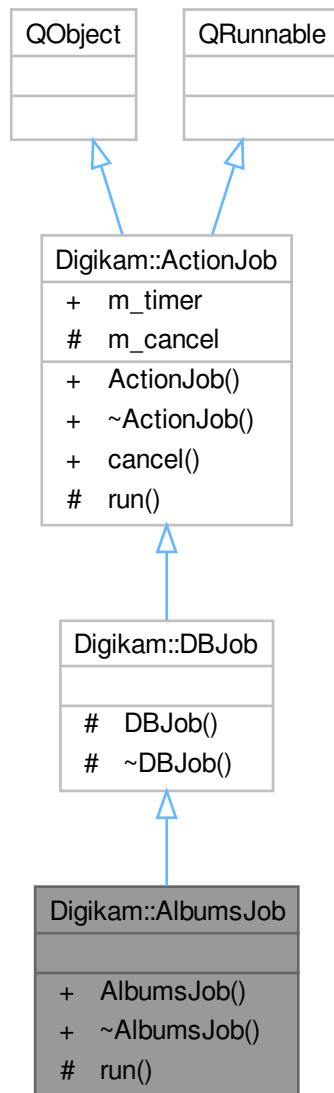 QObject
QRunnable
Digikam::ActionJob
+ m_timer
# m_cancel
+ ActionJob()
+ ~ActionJob()
+ cancel()
# run()
Digikam::DBJob
# DBJob()
# ~DBJob()
Digikam::AlbumsJob
+ AlbumsJob()
+ ~AlbumsJob()
# run()